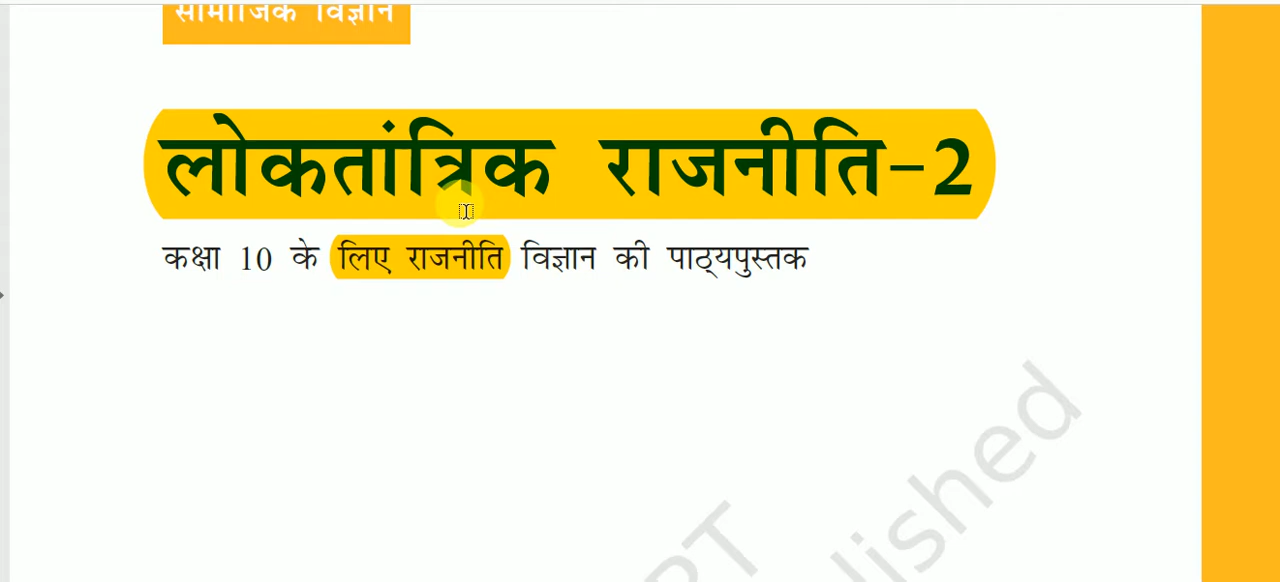 सामाजिक विज्ञान
लोकतांत्रिक राजनीति-2
कक्षा 10 के लिए राजनीति विज्ञान की पाठ्यपुस्तक